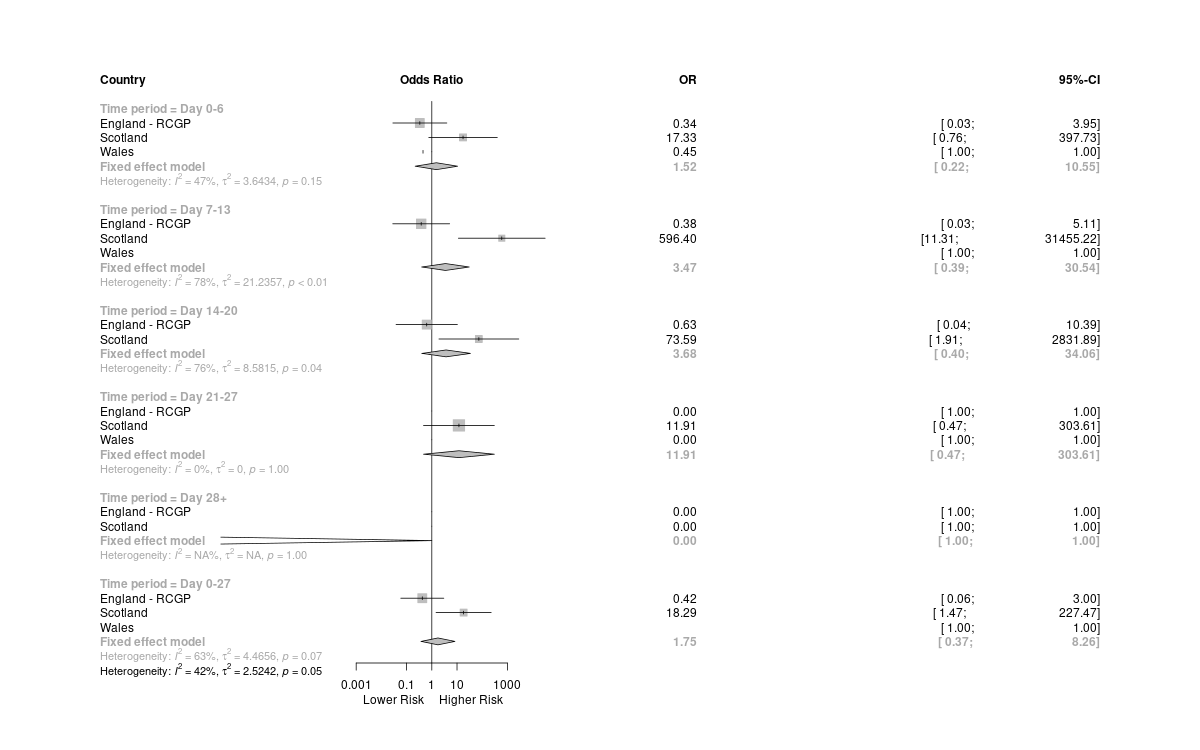 Country Odds Ratio OR 95%-CI
Time period = Day 0-6
England - RCGP 0.34 [ 0.03; 3.95]
Scotland 17.33 [ 0.76; 397.73]
Wales 0.45 [ 1.00; 1.00]
Fixed effect model 1.52 [ 0.22; 10.55]
Heterogeneity: I² = 47%, τ² = 3.6434, p = 0.15
Time period = Day 7-13
England - RCGP 0.38 [ 0.03; 5.11]
Scotland 596.40 [11.31; 31455.22]
Wales [ 1.00; 1.00]
Fixed effect model 3.47 [ 0.39; 30.54]
Heterogeneity: I² = 78%, τ² = 21.2357, p < 0.01
Time period = Day 14-20
England - RCGP 0.63 [ 0.04; 10.39]
Scotland 73.59 [ 1.91; 2831.89]
Fixed effect model 3.68 [ 0.40; 34.06]
Heterogeneity: I² = 76%, τ² = 8.5815, p = 0.04
Time period = Day 21-27
England - RCGP 0.00 [ 1.00; 1.00]
Scotland 11.91 [ 0.47; 303.61]
Wales 0.00 [ 1.00; 1.00]
Fixed effect model 11.91 [ 0.47; 303.61]
Heterogeneity: I² = 0%, τ² = 0, p = 1.00
Time period = Day 28+
England - RCGP 0.00 [ 1.00; 1.00]
Scotland 0.00 [ 1.00; 1.00]
Fixed effect model 0.00 [ 1.00; 1.00]
Heterogeneity: I² = NA%, τ² = NA, p = 1.00
Time period = Day 0-27
England - RCGP 0.42 [ 0.06; 3.00]
Scotland 18.29 [ 1.47; 227.47]
Wales [ 1.00; 1.00]
Fixed effect model 1.75 [ 0.37; 8.26]
Heterogeneity: I² = 63%, τ² = 4.4656, p = 0.07
Heterogeneity: I² = 42%, τ² = 2.5242, p = 0.05
0.001 0.1 1 10 1000
Lower Risk Higher Risk